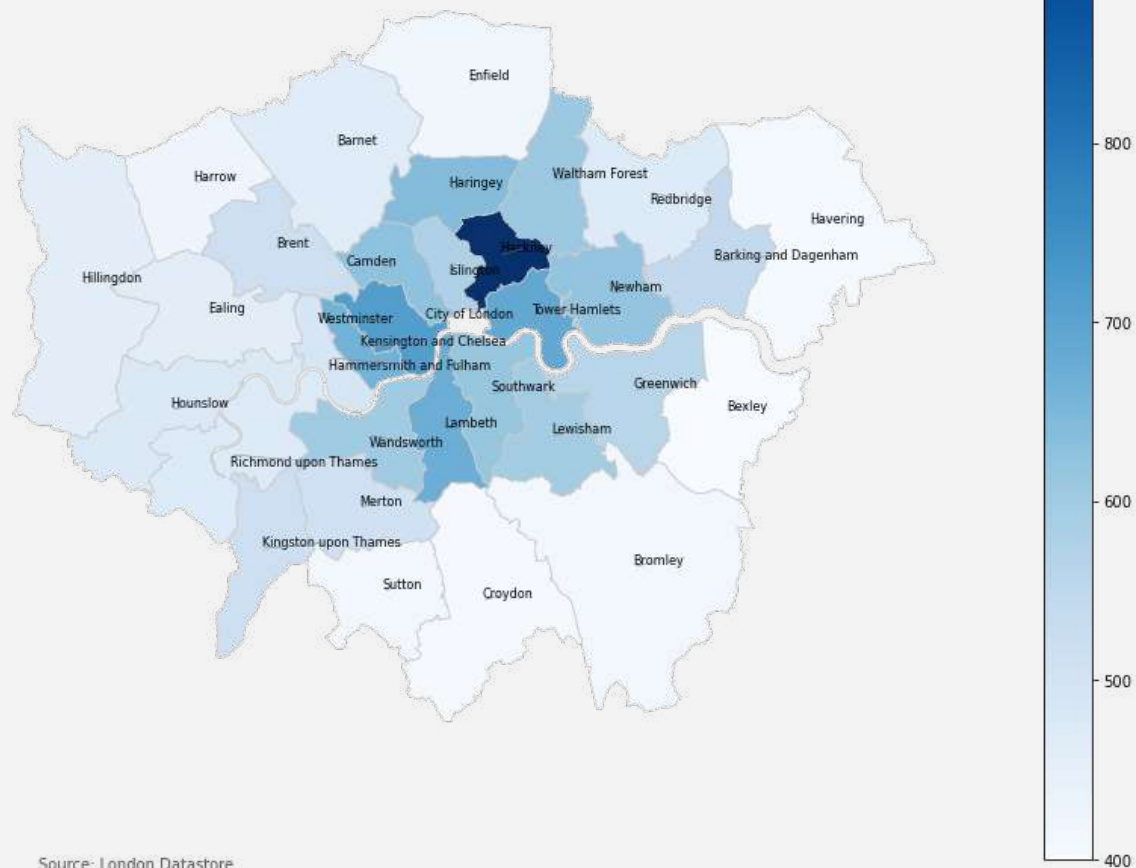 Enfield
Barnet
Harrow
Haringey
Waltham Forest
Redbridge
Havering
Brent
Hackney
Barking and Dagenham
Camden
Islington
Hillingdon
Newham
Ealing
Tower Hamlets
City of London
Westminster
Kensington and Chelsea
Hammersmith and Fulham
Southwark
Greenwich
Hounslow
Bexley
Lambeth
Lewisham
Wandsworth
Richmond upon Thames
Merton
Kingston upon Thames
Bromley
Sutton
Croydon
800
700
600
500
400
Source: London Datastore